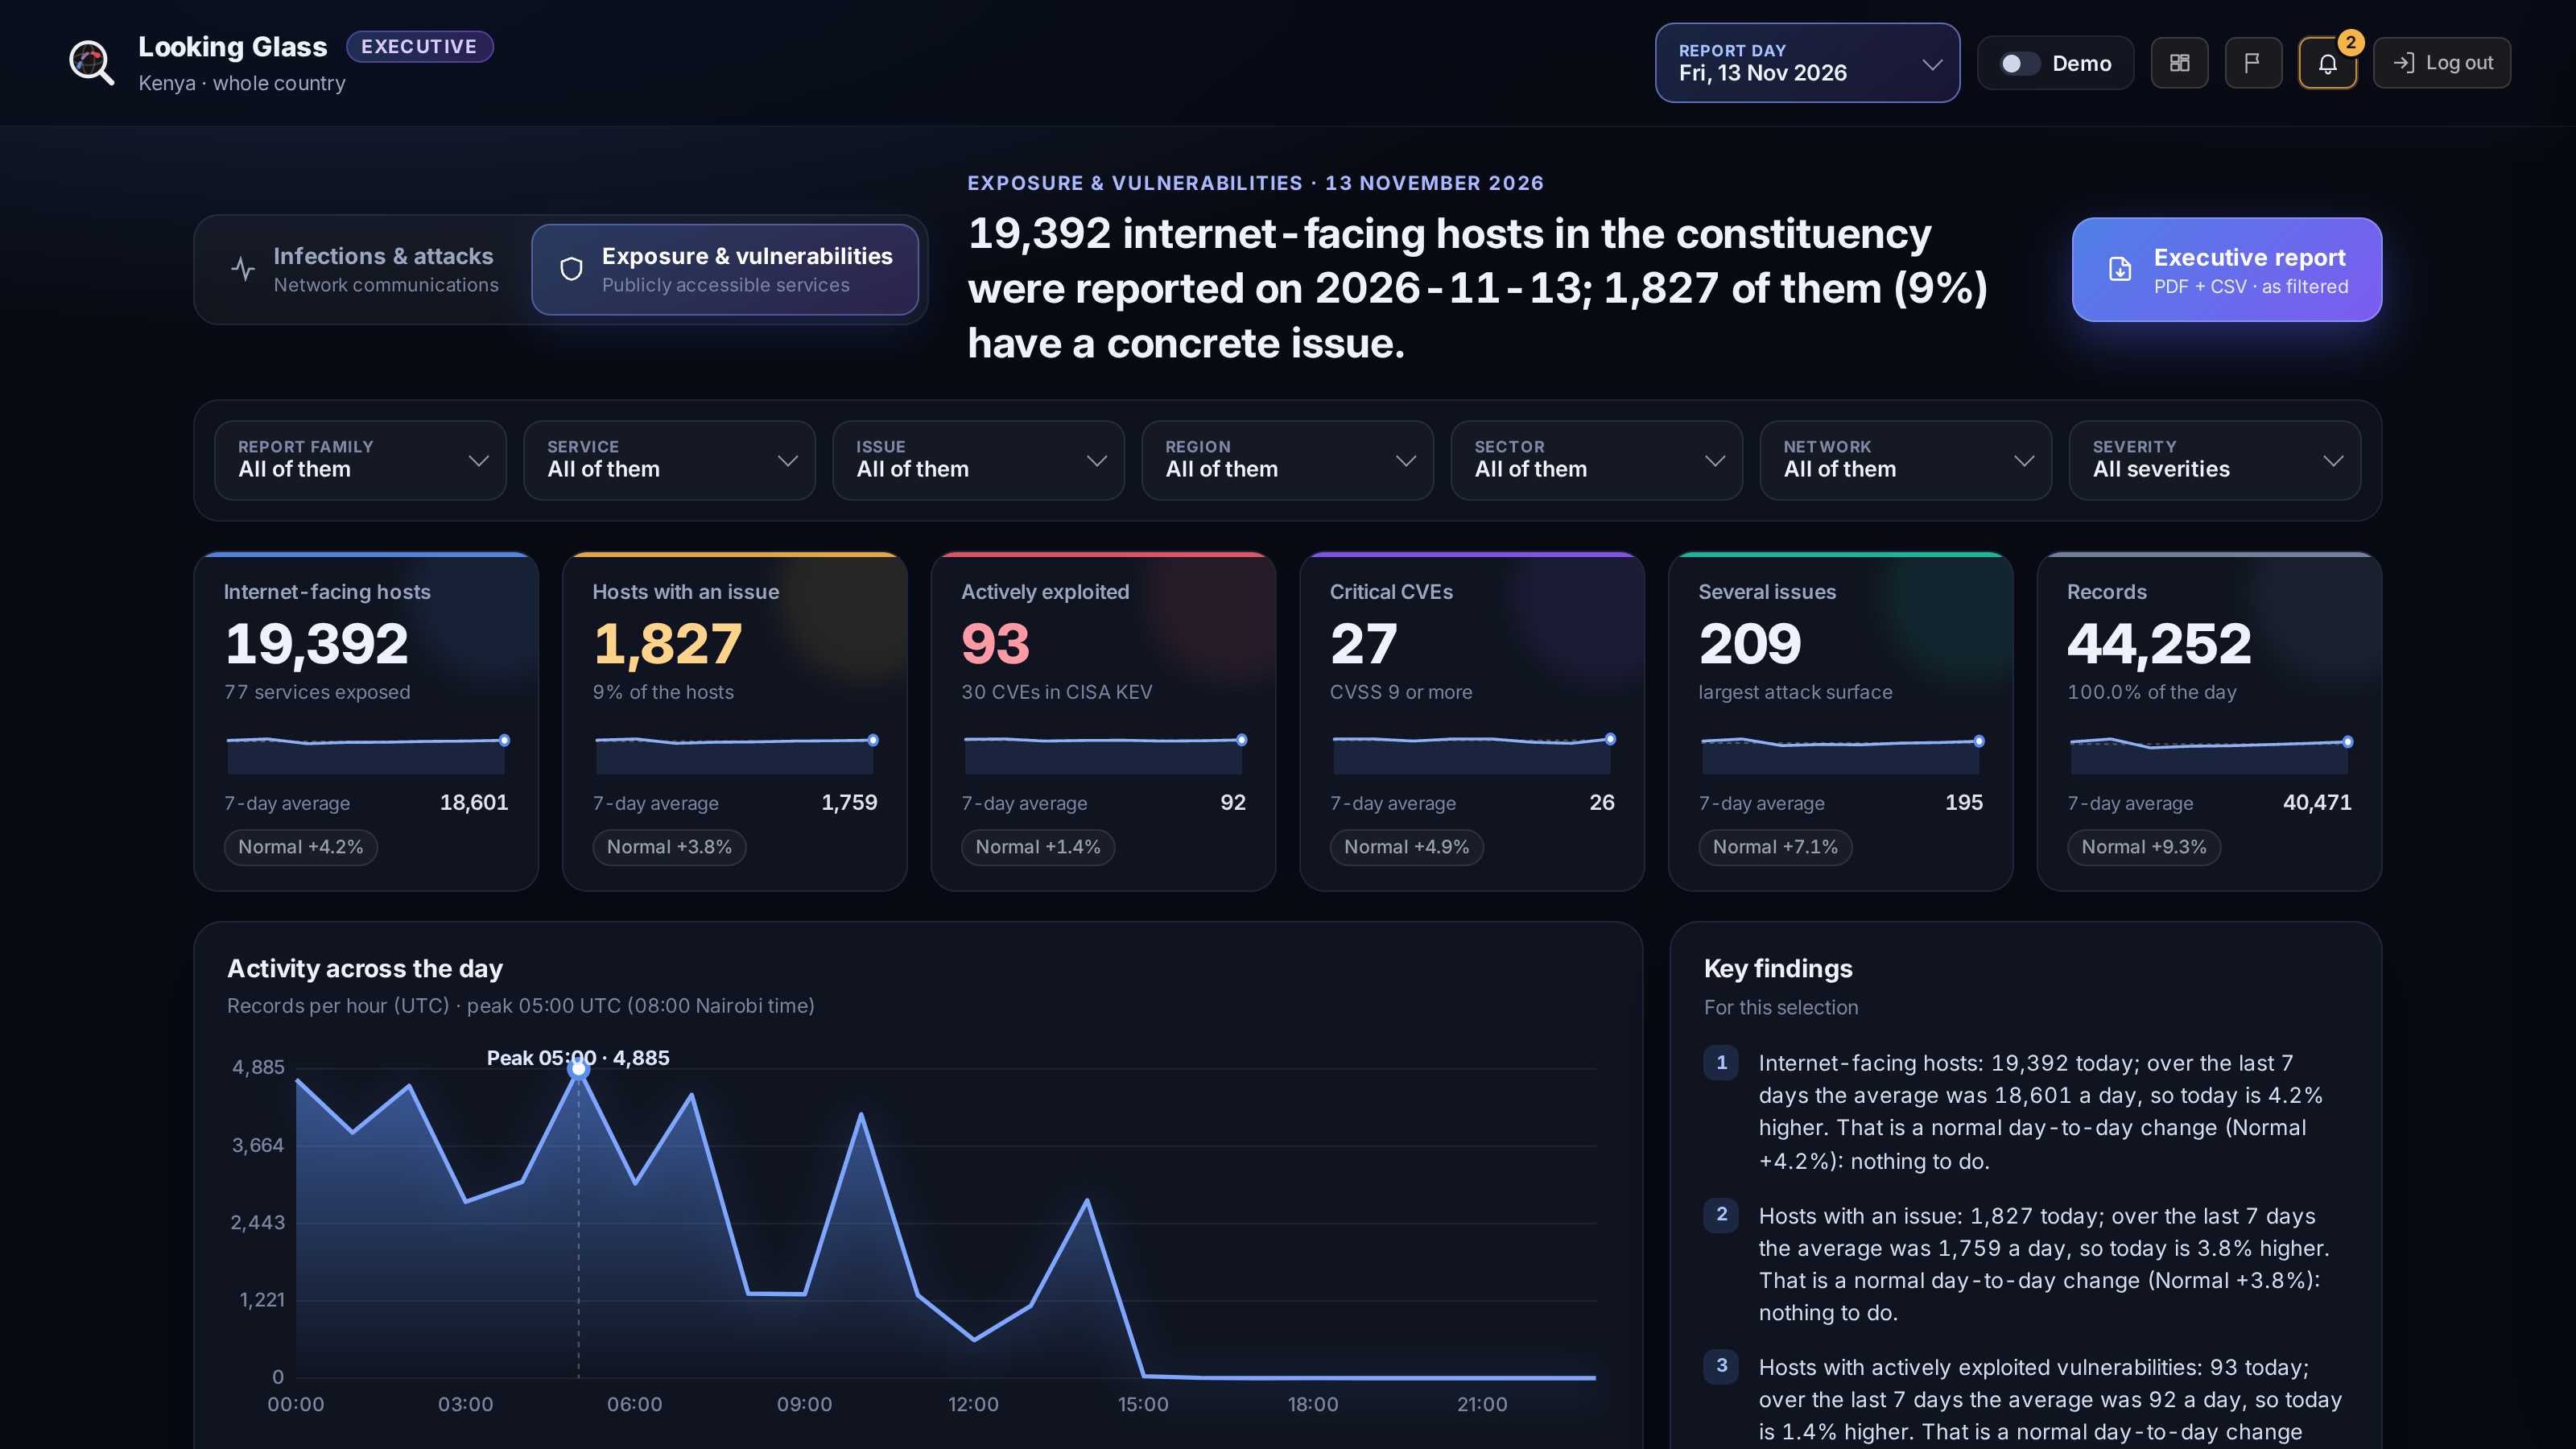 Looking Glass
EXECUTIVE
Kenya · whole country
REPORT DAY
Fri, 13 Nov 2026
Demo
2
Log out
Infections & attacks
Network communications
Exposure & vulnerabilities
Publicly accessible services
EXPOSURE & VULNERABILITIES · 13 NOVEMBER 2026
19,392 internet-facing hosts in the constituency
were reported on 2026-11-13; 1,827 of them (9%)
have a concrete issue.
Executive report
PDF + CSV · as filtered
REPORT FAMILY
All of them
SERVICE
All of them
ISSUE
All of them
REGION
All of them
SECTOR
All of them
NETWORK
All of them
SEVERITY
All severities
Internet-facing hosts
19,392
77 services exposed
7-day average
18,601
Normal +4.2%
Hosts with an issue
1,827
9% of the hosts
7-day average
1,759
Normal +3.8%
Actively exploited
93
30 CVEs in CISA KEV
7-day average
92
Normal +1.4%
Critical CVEs
27
CVSS 9 or more
7-day average
26
Normal +4.9%
Several issues
209
largest attack surface
7-day average
195
Normal +7.1%
Records
44,252
100.0% of the day
7-day average
40,471
Normal +9.3%
Activity across the day
Records per hour (UTC) · peak 05:00 UTC (08:00 Nairobi time)
Peak 05:00 · 4,885
4,885
3,664
2,443
1,221
0
00:00
03:00
06:00
09:00
12:00
15:00
18:00
21:00
Key findings
For this selection
1
Internet-facing hosts: 19,392 today; over the last 7
days the average was 18,601 a day, so today is 4.2%
higher. That is a normal day-to-day change (Normal
+4.2%): nothing to do.
2
Hosts with an issue: 1,827 today; over the last 7 days
the average was 1,759 a day, so today is 3.8% higher.
That is a normal day-to-day change (Normal +3.8%):
nothing to do.
3
Hosts with actively exploited vulnerabilities: 93 today;
over the last 7 days the average was 92 a day, so today
is 1.4% higher. That is a normal day-to-day change